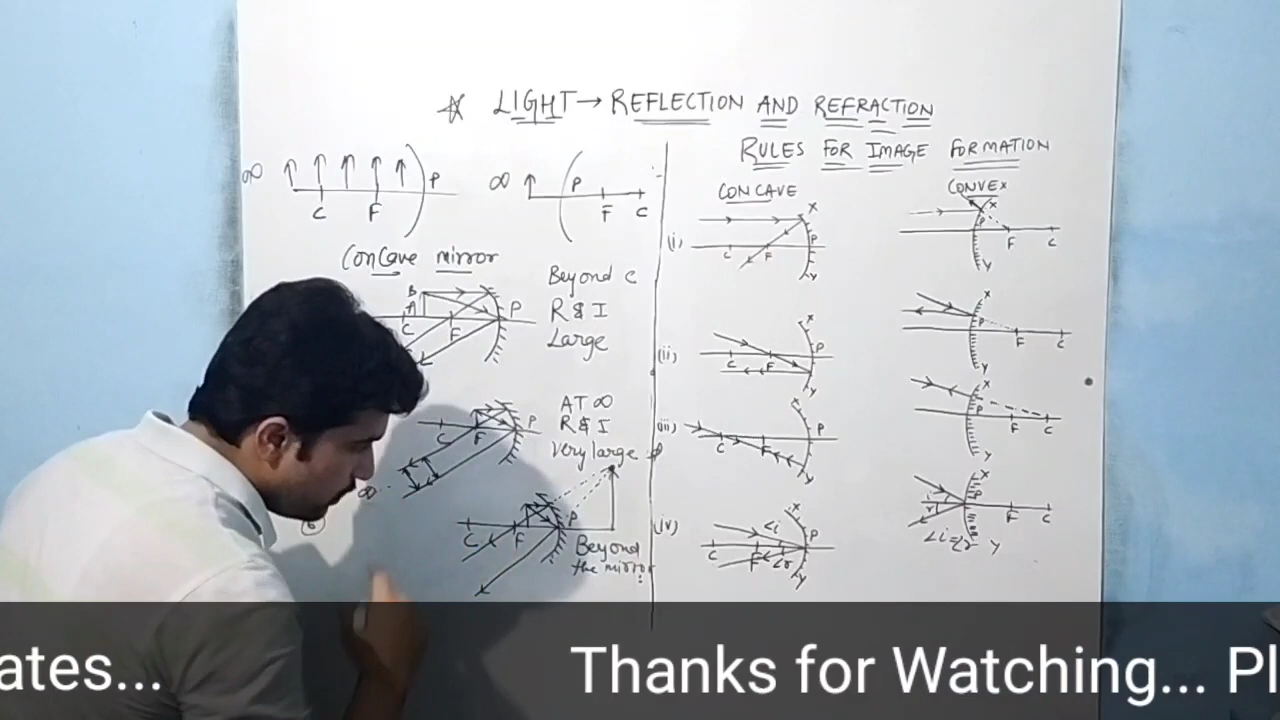 ☆ LIGHT → REFLECTION AND REFRACTION
∞ C F P
∞ P F C
Concave mirror
B
A
C F P
Beyond C
R & I
Large
C F P
∞
AT ∞
R & I
Very large
(6)
C F P
Beyond
the mirror
RULES FOR IMAGE FORMATION
CONCAVE
(i) C F P X Y
(ii) C F P X Y
(iii) C F P X Y
(iv) C F P X Y ∠i ∠r
CONVEX
X P F C Y
X P F C Y
X P F C Y
X P F C Y i r
∠i=∠r
ates... Thanks for Watching... Pl